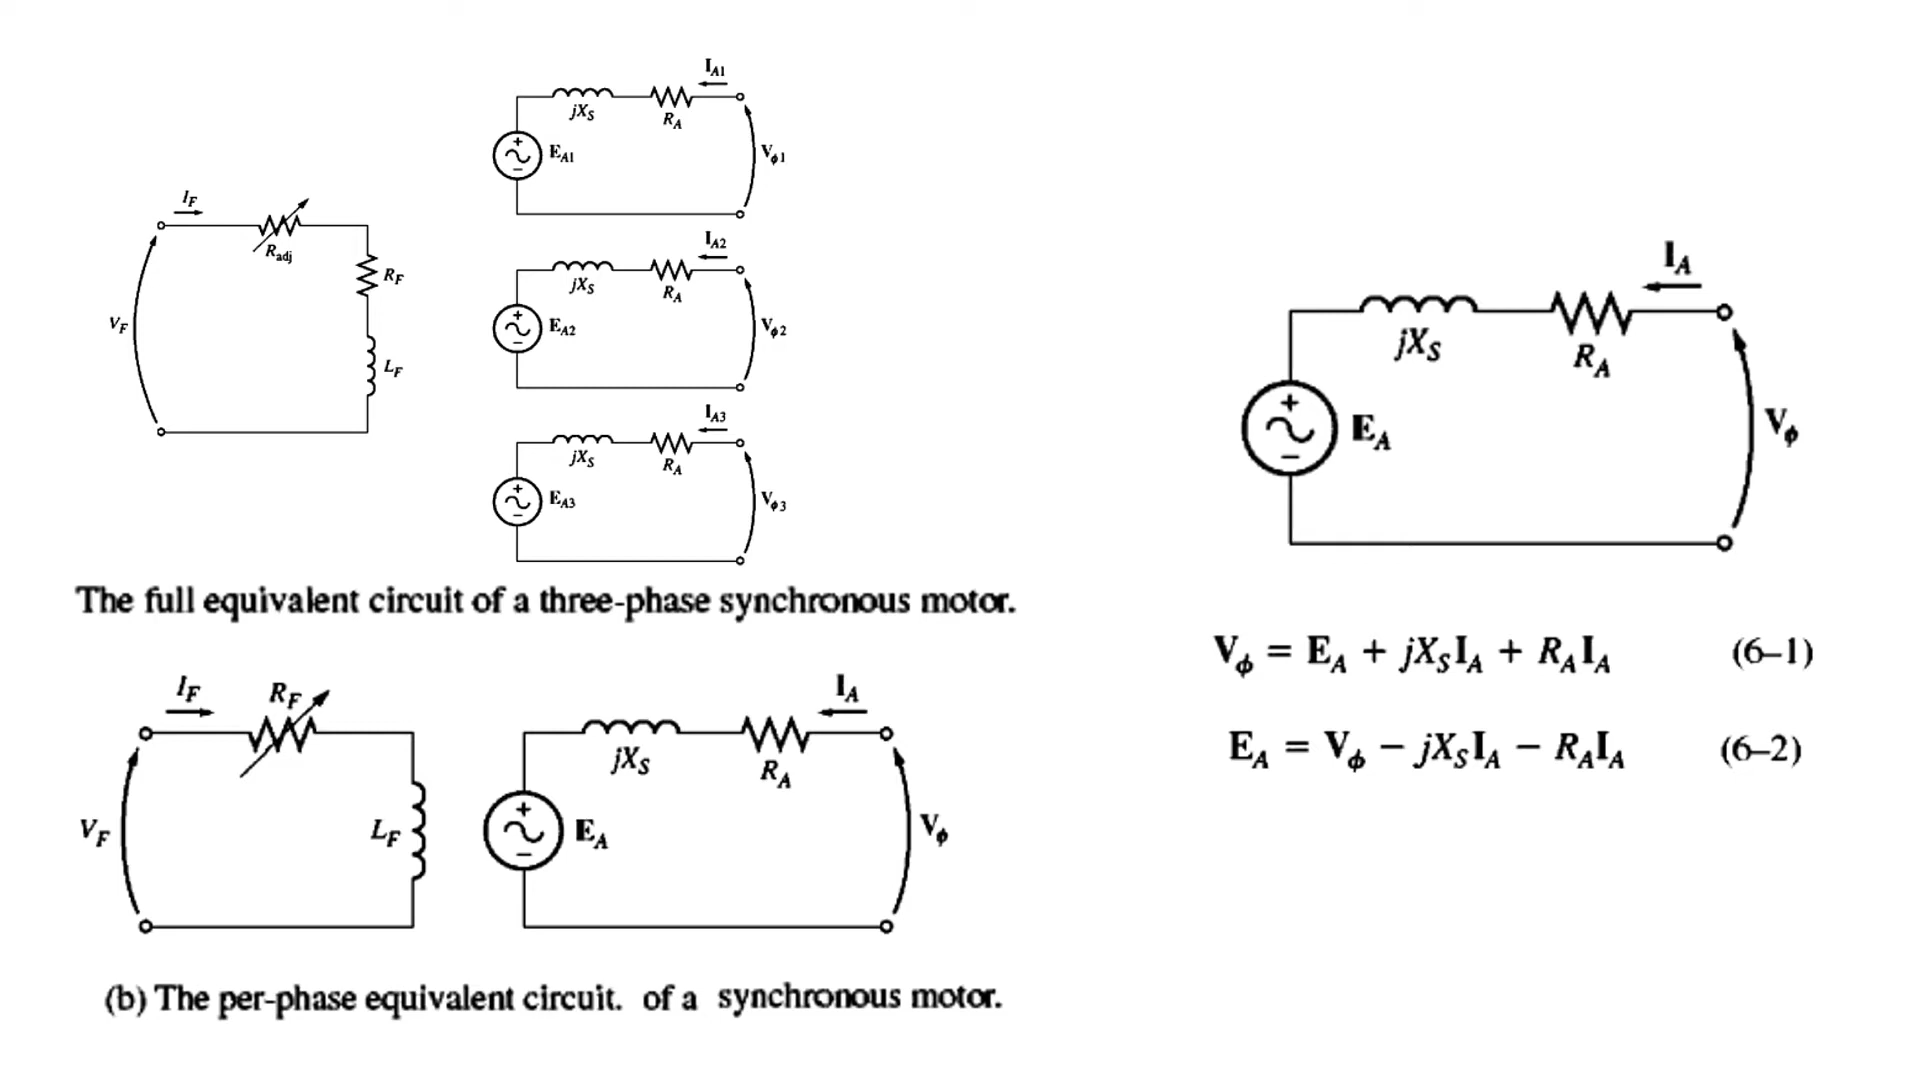 I_A1
jX_S
R_A
E_A1
V_ϕ1
I_F
R_adj
R_F
V_F
L_F
I_A2
jX_S
R_A
E_A2
V_ϕ2
I_A3
jX_S
R_A
E_A3
V_ϕ3
The full equivalent circuit of a three-phase synchronous motor.
I_F
R_F
V_F
L_F
I_A
jX_S
R_A
E_A
V_ϕ
(b) The per-phase equivalent circuit. of a synchronous motor.
I_A
jX_S
R_A
E_A
V_ϕ
V_ϕ = E_A + jX_S I_A + R_A I_A (6–1)
E_A = V_ϕ − jX_S I_A − R_A I_A (6–2)